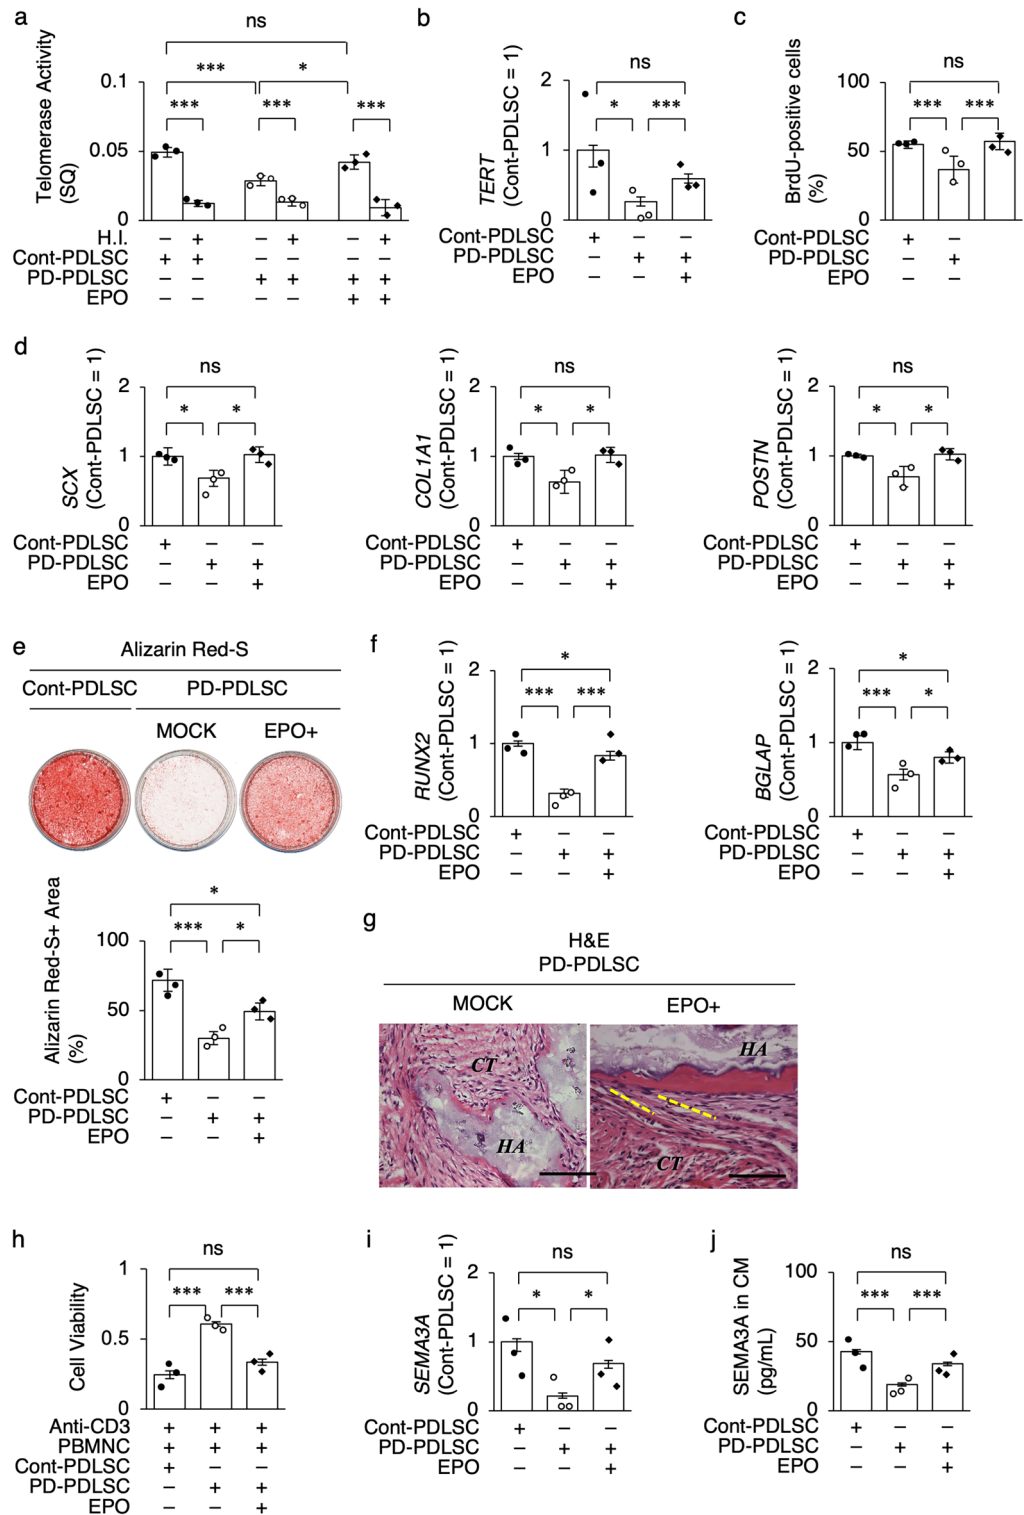 a
ns
***
*
***
***
***
Telomerase Activity
(SQ)
0.1
0.05
0
H.I. – + – + – +
Cont-PDLSC + + – – – –
PD-PDLSC – – + + + +
EPO – – – – + +
b
ns
*
***
TERT
(Cont-PDLSC = 1)
2
1
0
Cont-PDLSC + – –
PD-PDLSC – + +
EPO – – +
c
ns
***
***
BrdU-positive cells
(%)
100
50
0
Cont-PDLSC + –
PD-PDLSC – +
EPO – –
d
ns
*
*
SCX
(Cont-PDLSC = 1)
2
1
0
Cont-PDLSC + – –
PD-PDLSC – + +
EPO – – +
ns
*
*
COL1A1
(Cont-PDLSC = 1)
2
1
0
Cont-PDLSC + – –
PD-PDLSC – + +
EPO – – +
ns
*
*
POSTN
(Cont-PDLSC = 1)
2
1
0
Cont-PDLSC + – –
PD-PDLSC – + +
EPO – – +
e
Alizarin Red-S
Cont-PDLSC PD-PDLSC
MOCK EPO+
*
***
*
Alizarin Red-S+ Area
(%)
100
50
0
Cont-PDLSC + – –
PD-PDLSC – + +
EPO – – +
f
*
***
***
RUNX2
(Cont-PDLSC = 1)
2
1
0
Cont-PDLSC + – –
PD-PDLSC – + +
EPO – – +
*
***
*
BGLAP
(Cont-PDLSC = 1)
2
1
0
Cont-PDLSC + – –
PD-PDLSC – + +
EPO – – +
g
H&E
PD-PDLSC
MOCK EPO+
CT
HA
HA
CT
h
ns
***
***
Cell Viability
1
0.5
0
Anti-CD3 + + +
PBMNC + + +
Cont-PDLSC + – –
PD-PDLSC – + +
EPO – – +
i
ns
*
*
SEMA3A
(Cont-PDLSC = 1)
2
1
0
Cont-PDLSC + – –
PD-PDLSC – + +
EPO – – +
j
ns
***
***
SEMA3A in CM
(pg/mL)
100
50
0
Cont-PDLSC + – –
PD-PDLSC – + +
EPO – – +